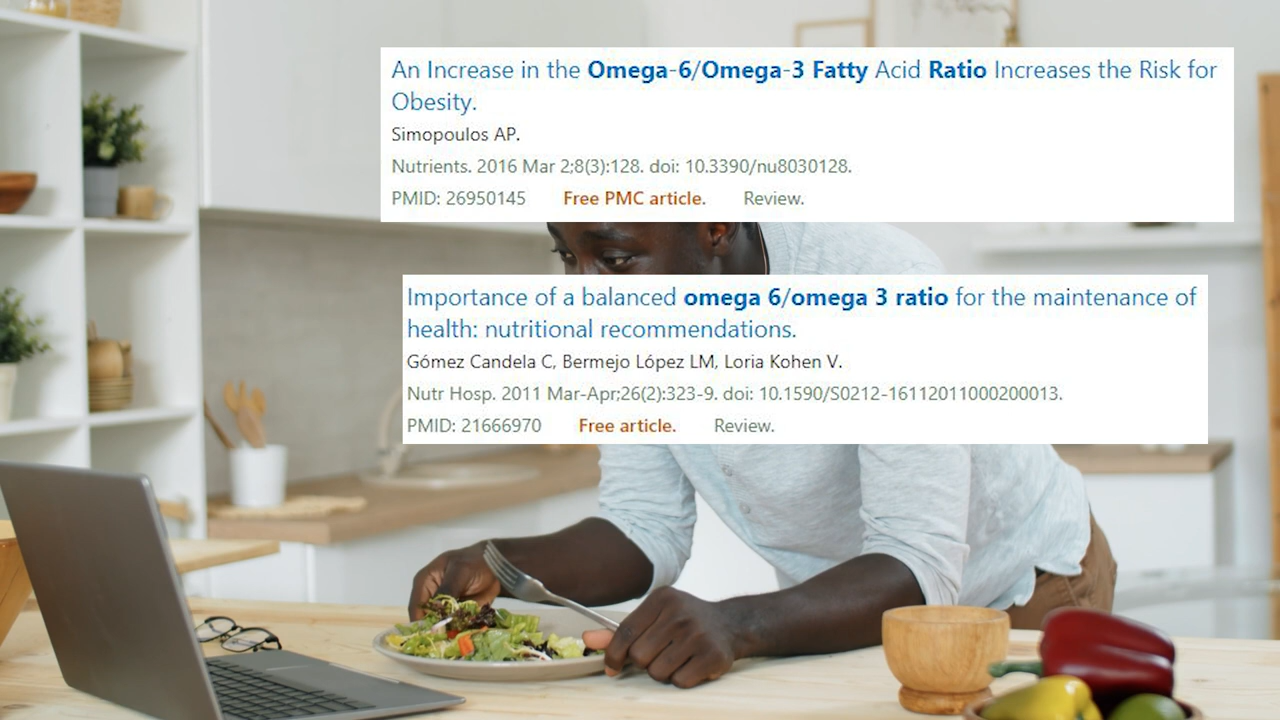 An Increase in the Omega-6/Omega-3 Fatty Acid Ratio Increases the Risk for
Obesity.
Simopoulos AP.
Nutrients. 2016 Mar 2;8(3):128. doi: 10.3390/nu8030128.
PMID: 26950145 Free PMC article. Review.
Importance of a balanced omega 6/omega 3 ratio for the maintenance of
health: nutritional recommendations.
Gómez Candela C, Bermejo López LM, Loria Kohen V.
Nutr Hosp. 2011 Mar-Apr;26(2):323-9. doi: 10.1590/S0212-16112011000200013.
PMID: 21666970 Free article. Review.